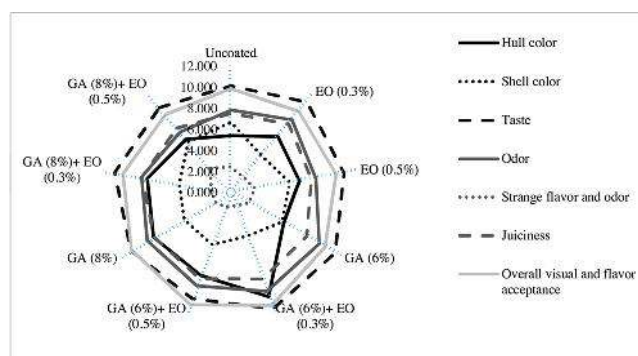 Uncoated
12.000
10.000
8.000
6.000
4.000
2.000
0.000
EO (0.3%)
EO (0.5%)
GA (6%)
GA (6%)+ EO
(0.3%)
GA (6%)+ EO
(0.5%)
GA (8%)
GA (8%)+ EO
(0.3%)
GA (8%)+ EO
(0.5%)
Hull color
Shell color
Taste
Odor
Strange flavor and odor
Juiciness
Overall visual and flavor
acceptance